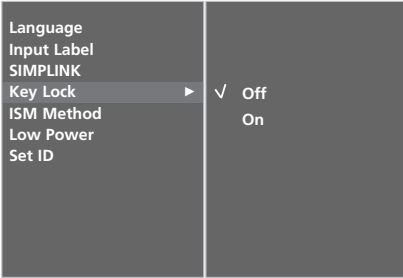 Language
Input Label
SIMPLINK
Key Lock
ISM Method
Low Power
Set ID
Off
On